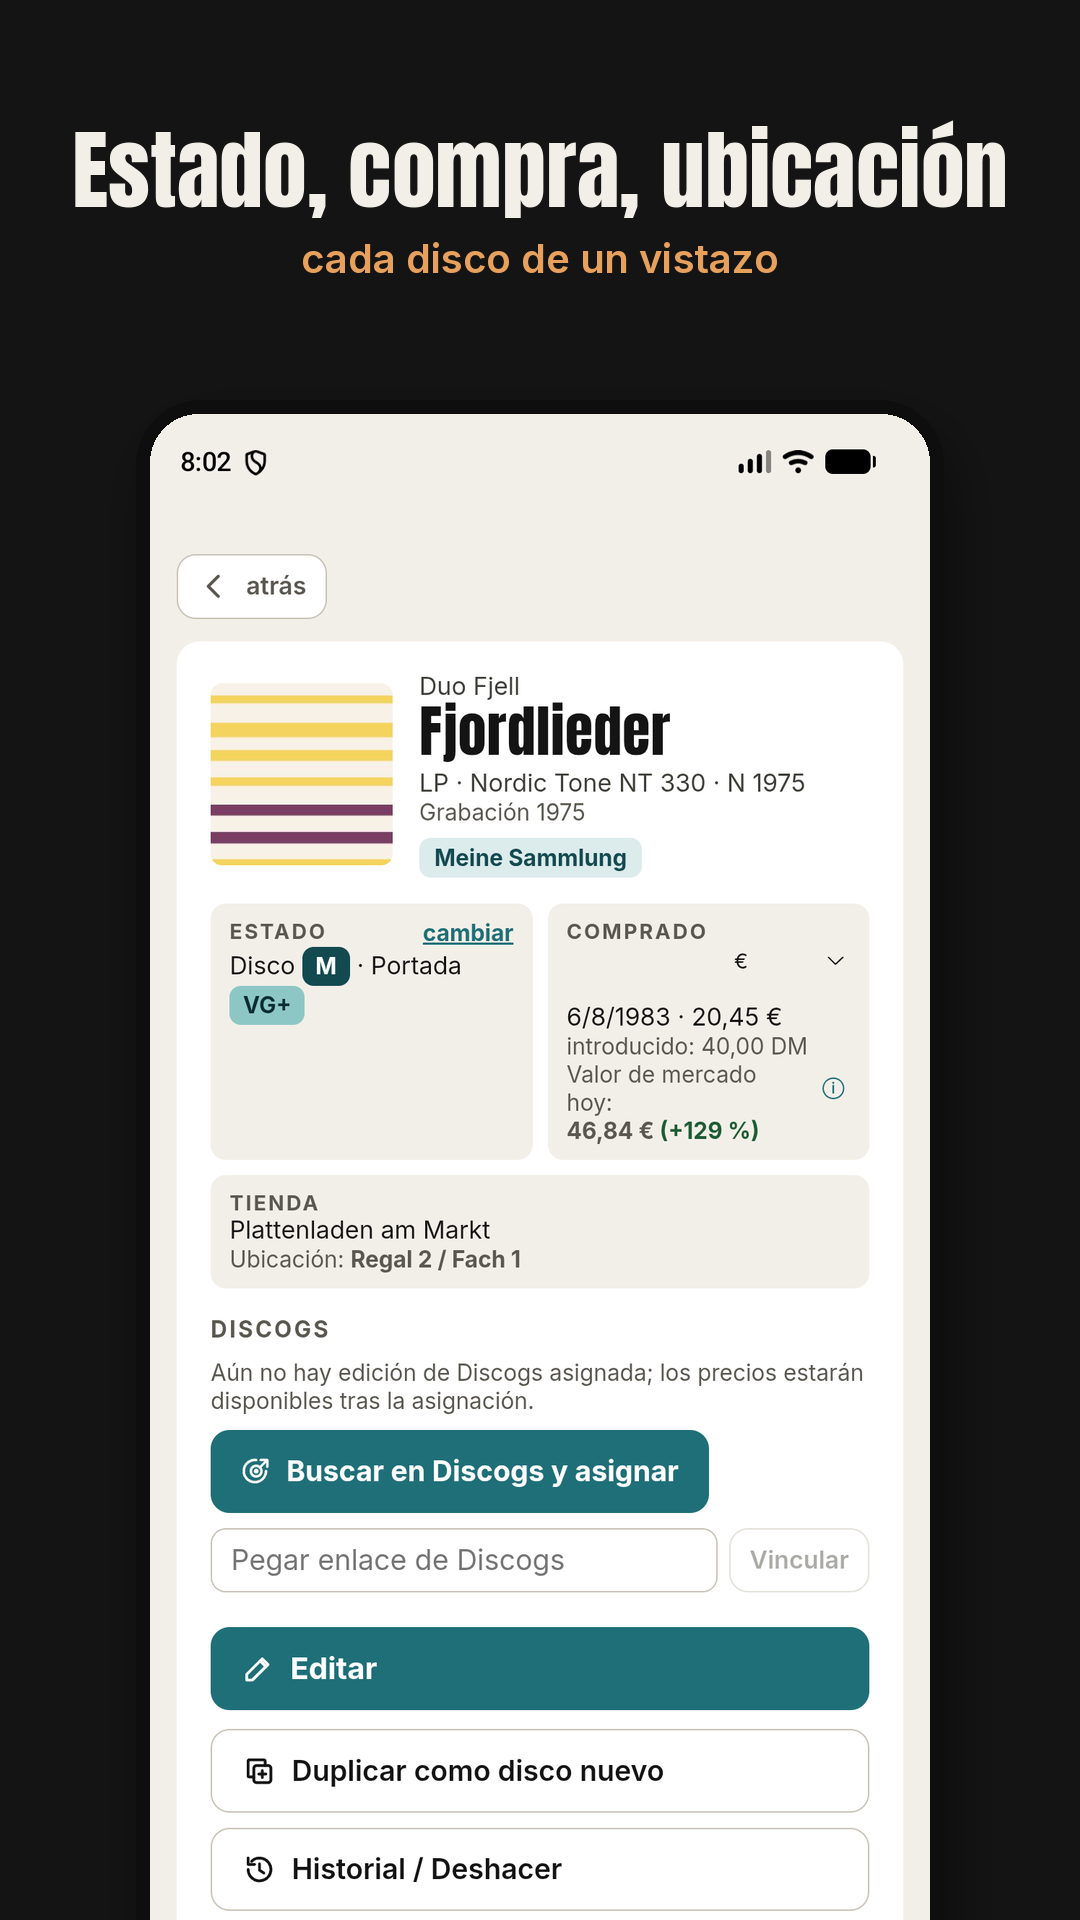 Estado, compra, ubicación
cada disco de un vistazo
8:02
atrás
Duo Fjell
Fjordlieder
LP · Nordic Tone NT 330 · N 1975
Grabación 1975
Meine Sammlung
ESTADO
cambiar
Disco M · Portada
VG+
COMPRADO
€
6/8/1983 · 20,45 €
introducido: 40,00 DM
Valor de mercado
hoy:
46,84 € (+129 %)
TIENDA
Plattenladen am Markt
Ubicación: Regal 2 / Fach 1
DISCOGS
Aún no hay edición de Discogs asignada; los precios estarán
disponibles tras la asignación.
Buscar en Discogs y asignar
Pegar enlace de Discogs
Vincular
Editar
Duplicar como disco nuevo
Historial / Deshacer